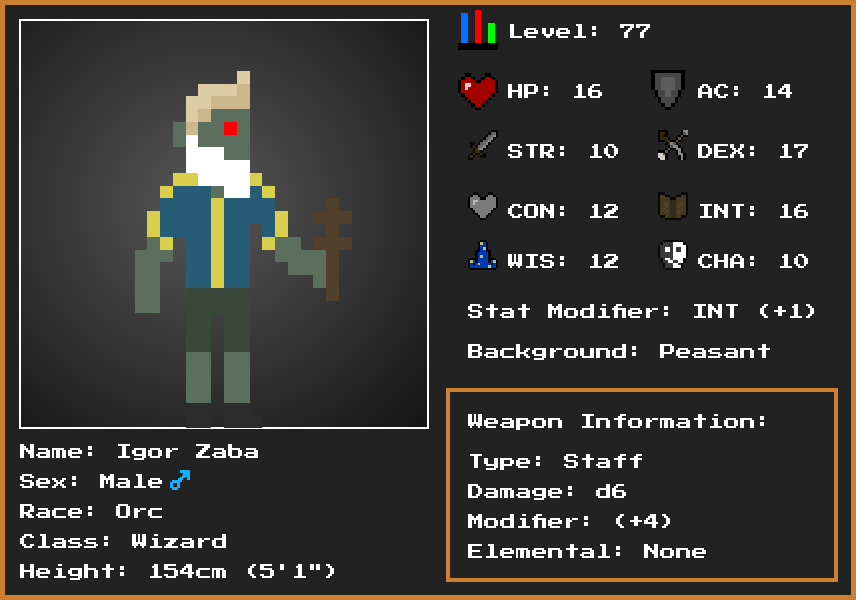 Level: 77
HP: 16
AC: 14
STR: 10
DEX: 17
CON: 12
INT: 16
WIS: 12
CHA: 10
Stat Modifier: INT (+1)
Background: Peasant
Weapon Information:
Type: Staff
Damage: d6
Modifier: (+4)
Elemental: None
Name: Igor Zaba
Sex: Male ♂
Race: Orc
Class: Wizard
Height: 154cm (5'1")